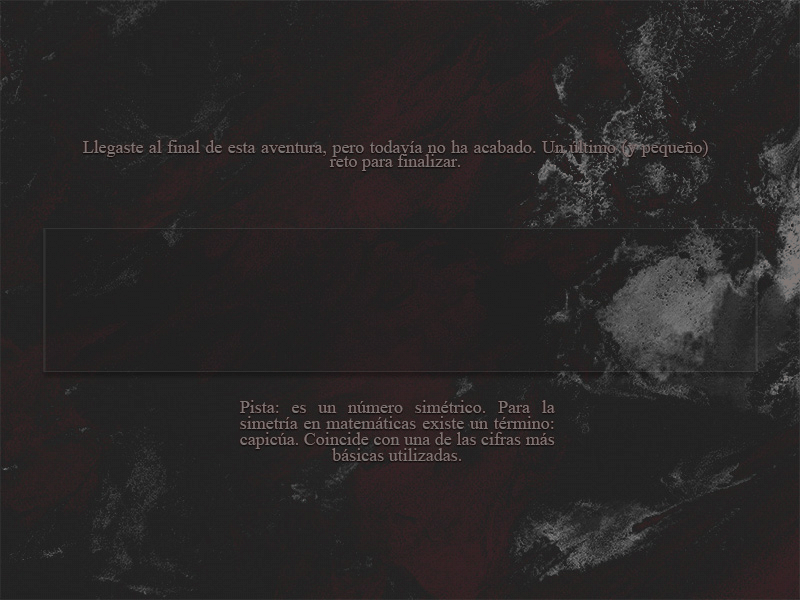 Llegaste al final de esta aventura, pero todavía no ha acabado. Un último (y pequeño)
reto para finalizar.
Pista: es un número simétrico. Para la
simetría en matemáticas existe un término:
capicúa. Coincide con una de las cifras más
básicas utilizadas.